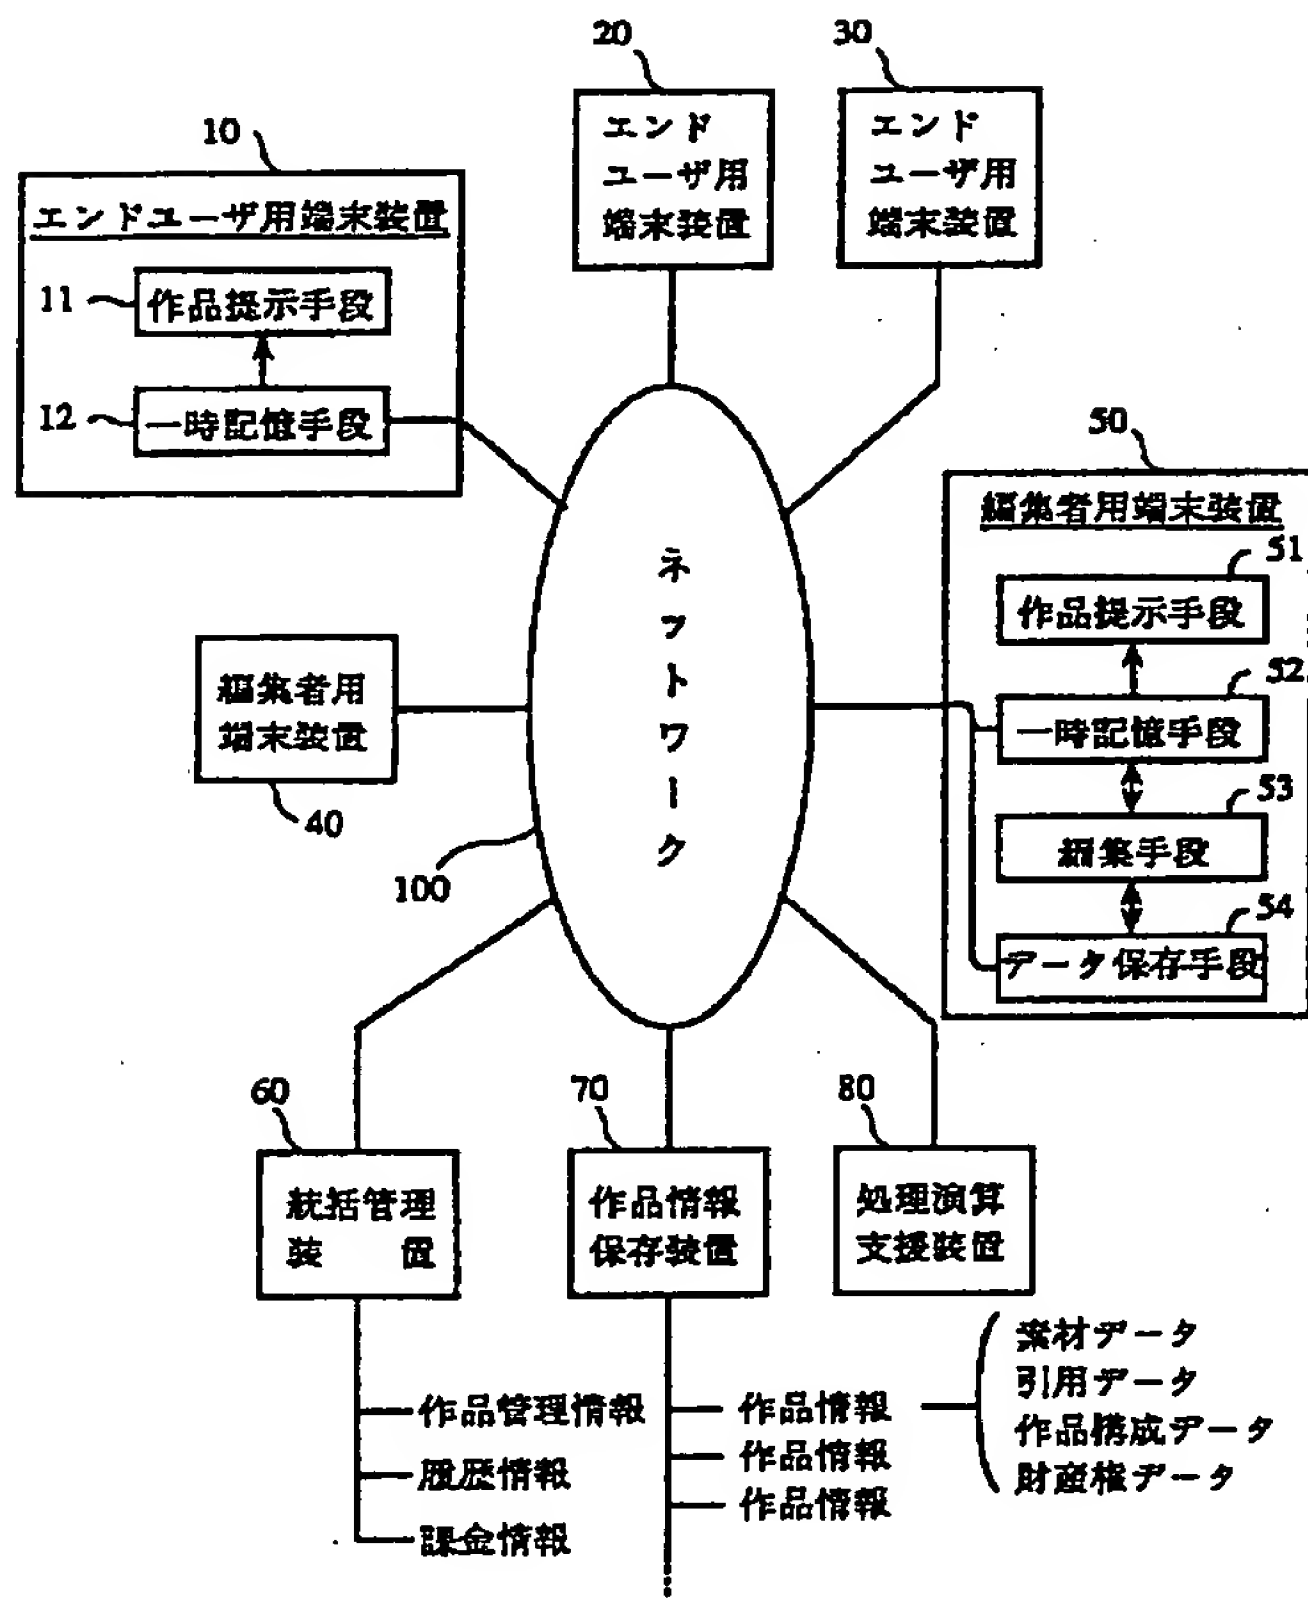 20
30
エンド
ユーザ用
端末装置
エンド
ユーザ用
端末装置
10
エンドユーザ用端末装置
11
作品提示手段
12
一時記憶手段
50
編集者用端末装置
51
作品提示手段
52
一時記憶手段
53
編集手段
54
データ保存手段
ネットワーク
編集者用
端末装置
40
100
60
70
80
統括管理
装置
作品情報
保存装置
処理演算
支援装置
作品管理情報
履歴情報
課金情報
作品情報
作品情報
作品情報
素材データ
引用データ
作品構成データ
財産権データ